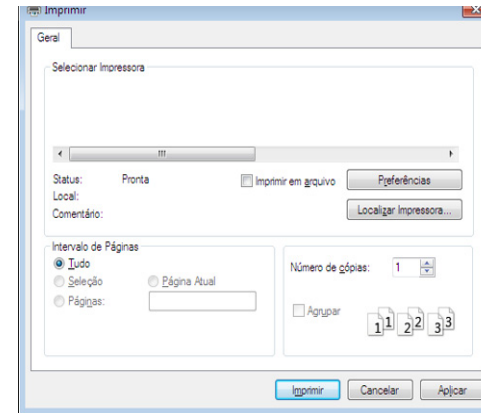 Imprimir
Geral
Selecionar Impressora
Status: Pronta
Imprimir em arquivo
Preferências
Local:
Localizar Impressora...
Comentário:
Intervalo de Páginas
Tudo
Seleção
Página Atual
Páginas:
Número de cópias: 1
Agrupar
1 1 2 2 3 3
Imprimir
Cancelar
Aplicar